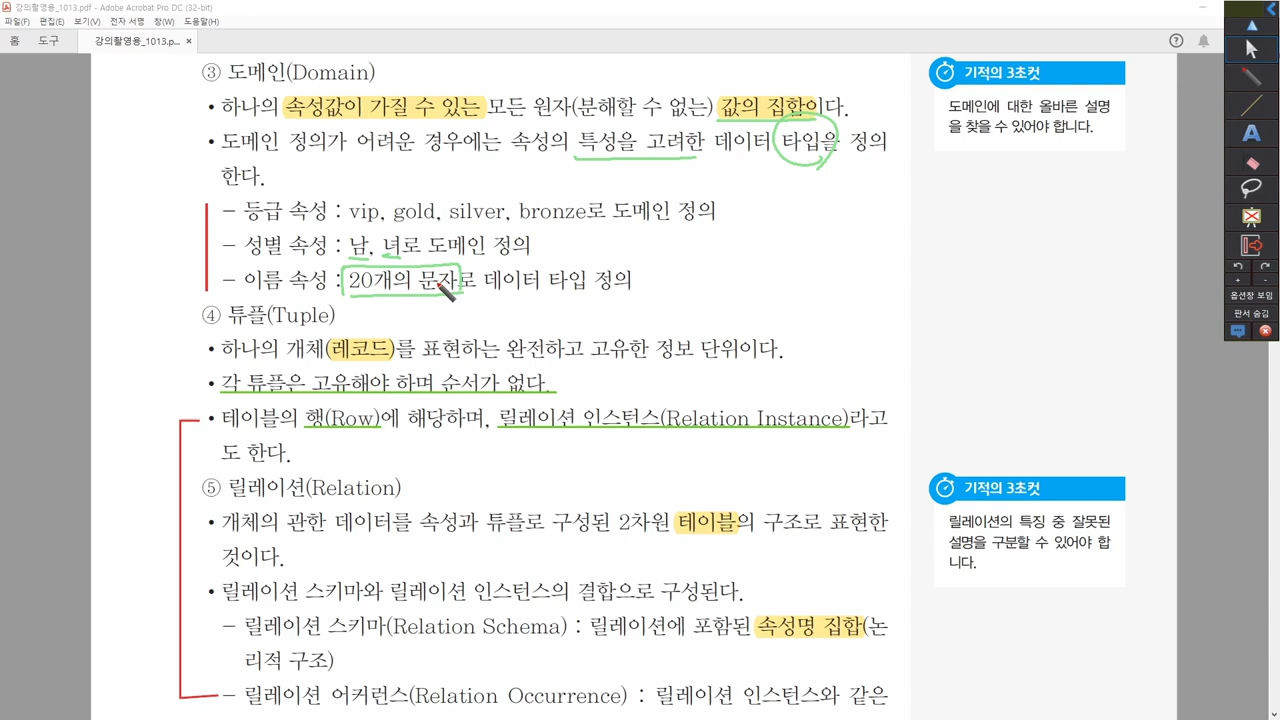 강의촬영용_1013.pdf - Adobe Acrobat Pro DC (32-bit)
파일(F) 편집(E) 보기(V) 전자 서명 창(W) 도움말(H)
홈 도구 강의촬영용_1013.p... ×
③ 도메인(Domain)
• 하나의 속성값이 가질 수 있는 모든 원자(분해할 수 없는) 값의 집합이다.
• 도메인 정의가 어려운 경우에는 속성의 특성을 고려한 데이터 타입을 정의
한다.
– 등급 속성 : vip, gold, silver, bronze로 도메인 정의
– 성별 속성 : 남, 녀로 도메인 정의
– 이름 속성 : 20개의 문자로 데이터 타입 정의
④ 튜플(Tuple)
• 하나의 개체(레코드)를 표현하는 완전하고 고유한 정보 단위이다.
• 각 튜플은 고유해야 하며 순서가 없다.
• 테이블의 행(Row)에 해당하며, 릴레이션 인스턴스(Relation Instance)라고
도 한다.
⑤ 릴레이션(Relation)
• 개체의 관한 데이터를 속성과 튜플로 구성된 2차원 테이블의 구조로 표현한
것이다.
• 릴레이션 스키마와 릴레이션 인스턴스의 결합으로 구성된다.
– 릴레이션 스키마(Relation Schema) : 릴레이션에 포함된 속성명 집합(논
리적 구조)
– 릴레이션 어커런스(Relation Occurrence) : 릴레이션 인스턴스와 같은
기적의 3초컷
도메인에 대한 올바른 설명
을 찾을 수 있어야 합니다.
기적의 3초컷
릴레이션의 특징 중 잘못된
설명을 구분할 수 있어야 합
니다.
A
옵션장 보임
판서 숨김